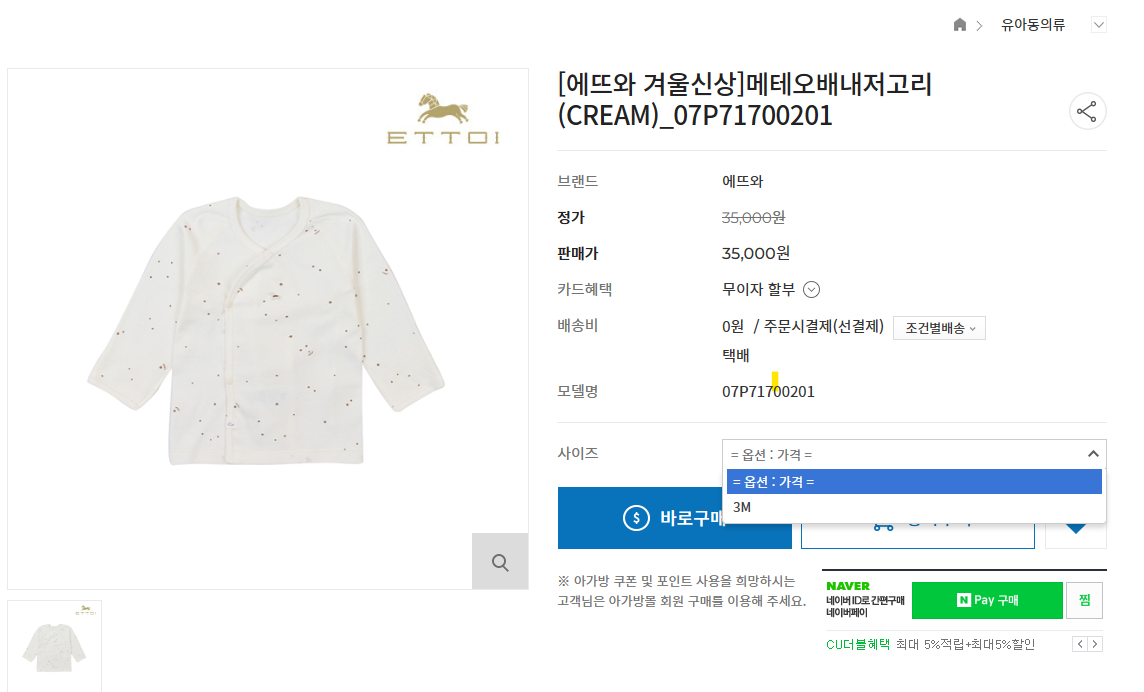 유아동의류
ETTOI
[에뜨와 겨울신상]메테오배내저고리
(CREAM)_07P71700201
브랜드 에뜨와
정가 35,000원
판매가 35,000원
카드혜택 무이자 할부
배송비 0원 / 주문시결제(선결제) 조건별배송
택배
모델명 07P71700201
사이즈 = 옵션 : 가격 =
= 옵션 : 가격 =
3M
바로구매
※ 아가방 쿠폰 및 포인트 사용을 희망하시는
고객님은 아가방몰 회원 구매를 이용해 주세요.
NAVER
네이버ID로 간편구매
네이버페이
N Pay 구매
찜
CU더블혜택 최대 5%적립+최대5%할인